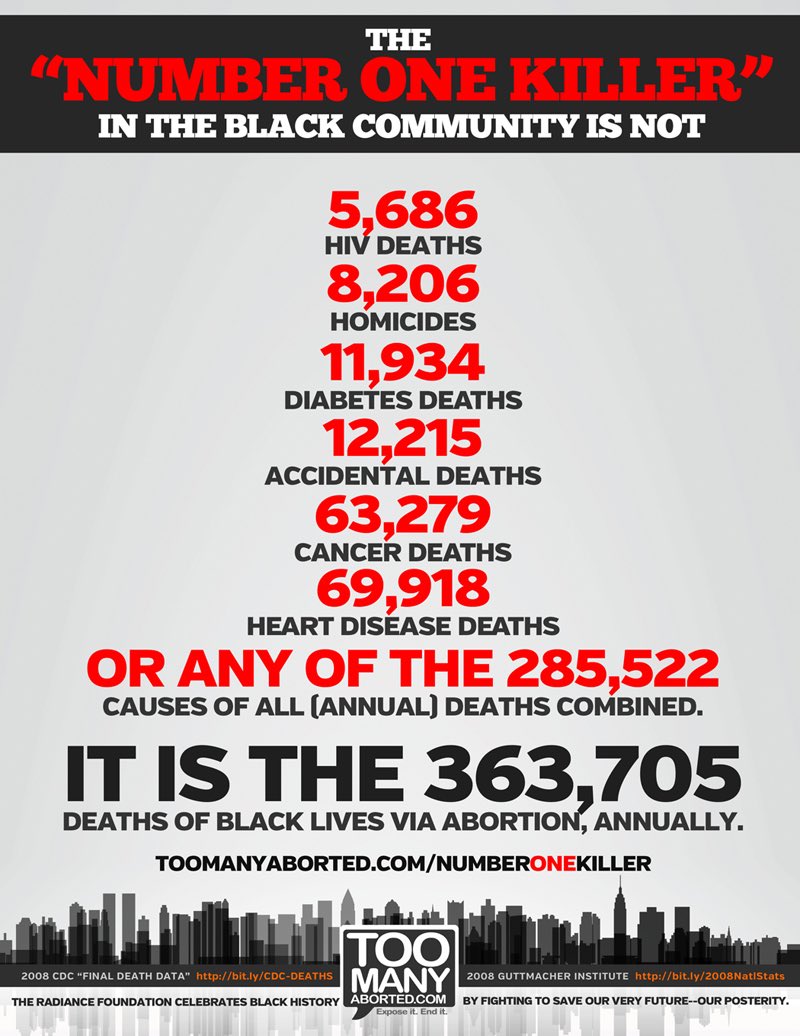 THE
“NUMBER ONE KILLER”
IN THE BLACK COMMUNITY IS NOT
5,686
HIV DEATHS
8,206
HOMICIDES
11,934
DIABETES DEATHS
12,215
ACCIDENTAL DEATHS
63,279
CANCER DEATHS
69,918
HEART DISEASE DEATHS
OR ANY OF THE 285,522
CAUSES OF ALL (ANNUAL) DEATHS COMBINED.
IT IS THE 363,705
DEATHS OF BLACK LIVES VIA ABORTION, ANNUALLY.
TOOMANYABORTED.COM/NUMBERONEKILLER
2008 CDC “FINAL DEATH DATA” http://bit.ly/CDC-DEATHS
TOO
MANY
ABORTED.COM
Expose it. End it.
2008 GUTTMACHER INSTITUTE http://bit.ly/2008NatlStats
THE RADIANCE FOUNDATION CELEBRATES BLACK HISTORY
BY FIGHTING TO SAVE OUR VERY FUTURE--OUR POSTERITY.